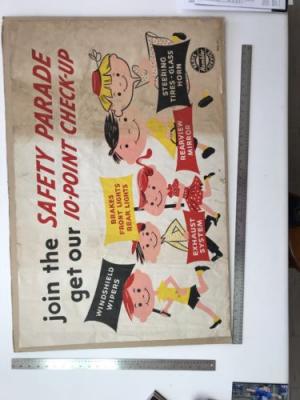 join the SAFETY PARADE
get our 10-POINT CHECK-UP
WINDSHIELD
WIPERS
BRAKES
FRONT LIGHTS
REAR LIGHTS
EXHAUST
SYSTEM
REARVIEW
MIRROR
STEERING
TIRES - GLASS
HORN